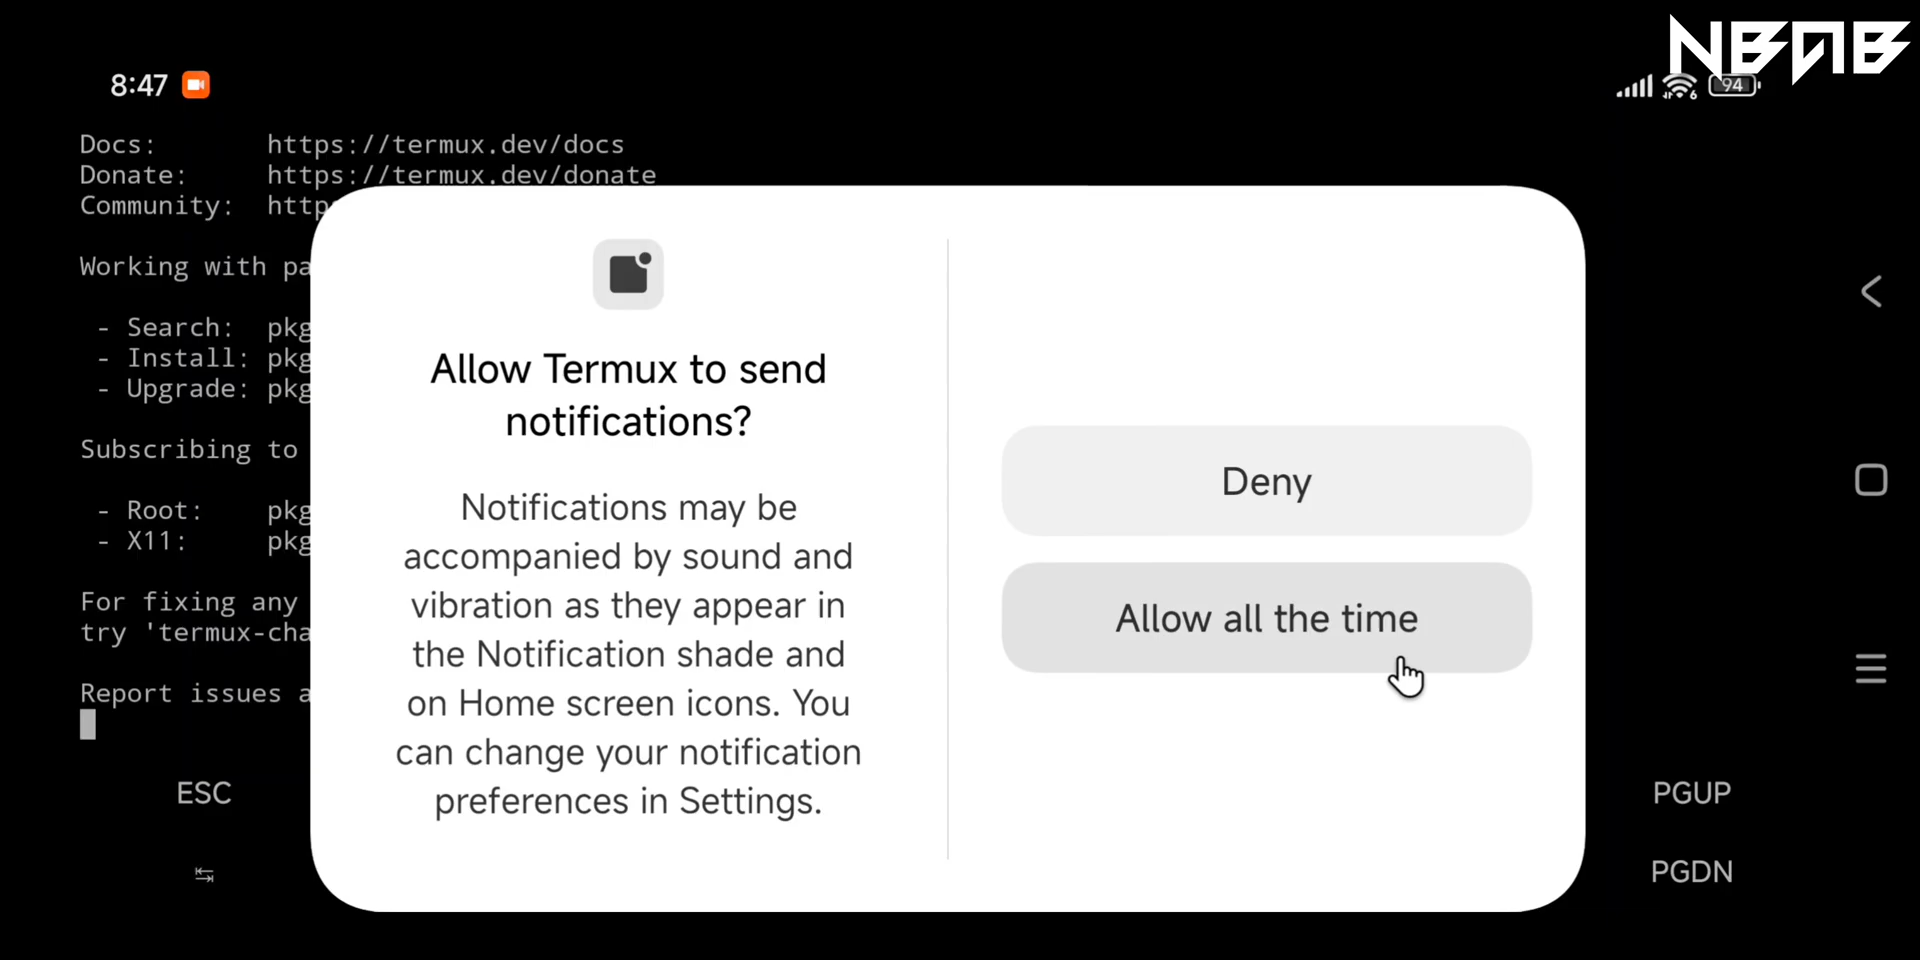 NBAB
8:47
94
6
Docs: https://termux.dev/docs
Donate: https://termux.dev/donate
Community: http
Working with pa
- Search: pkg
- Install: pkg
- Upgrade: pkg
Subscribing to
- Root: pkg
- X11: pkg
For fixing any
try 'termux-cha
Report issues a
Allow Termux to send
notifications?
Notifications may be
accompanied by sound and
vibration as they appear in
the Notification shade and
on Home screen icons. You
can change your notification
preferences in Settings.
Deny
Allow all the time
ESC
PGUP
PGDN